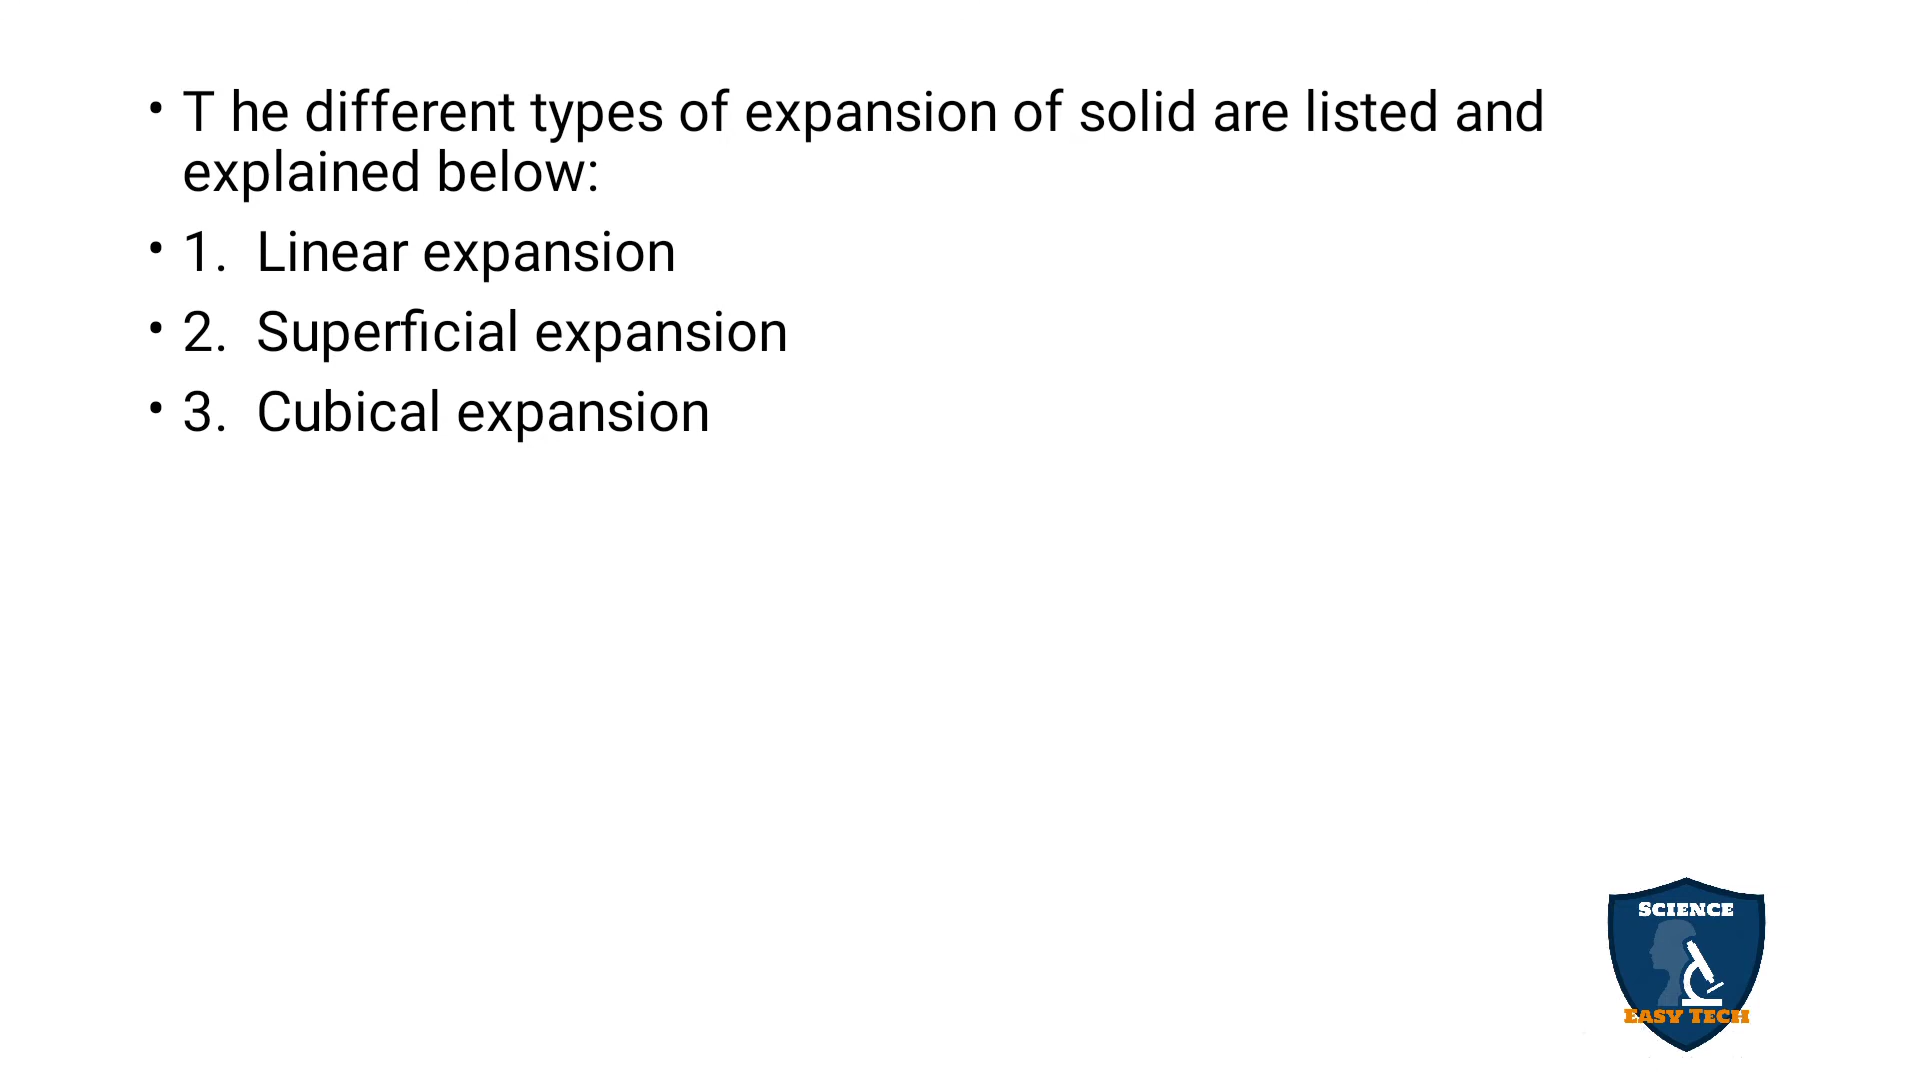 • T he different types of expansion of solid are listed and
explained below:
• 1. Linear expansion
• 2. Superficial expansion
• 3. Cubical expansion
SCIENCE
EASY TECH